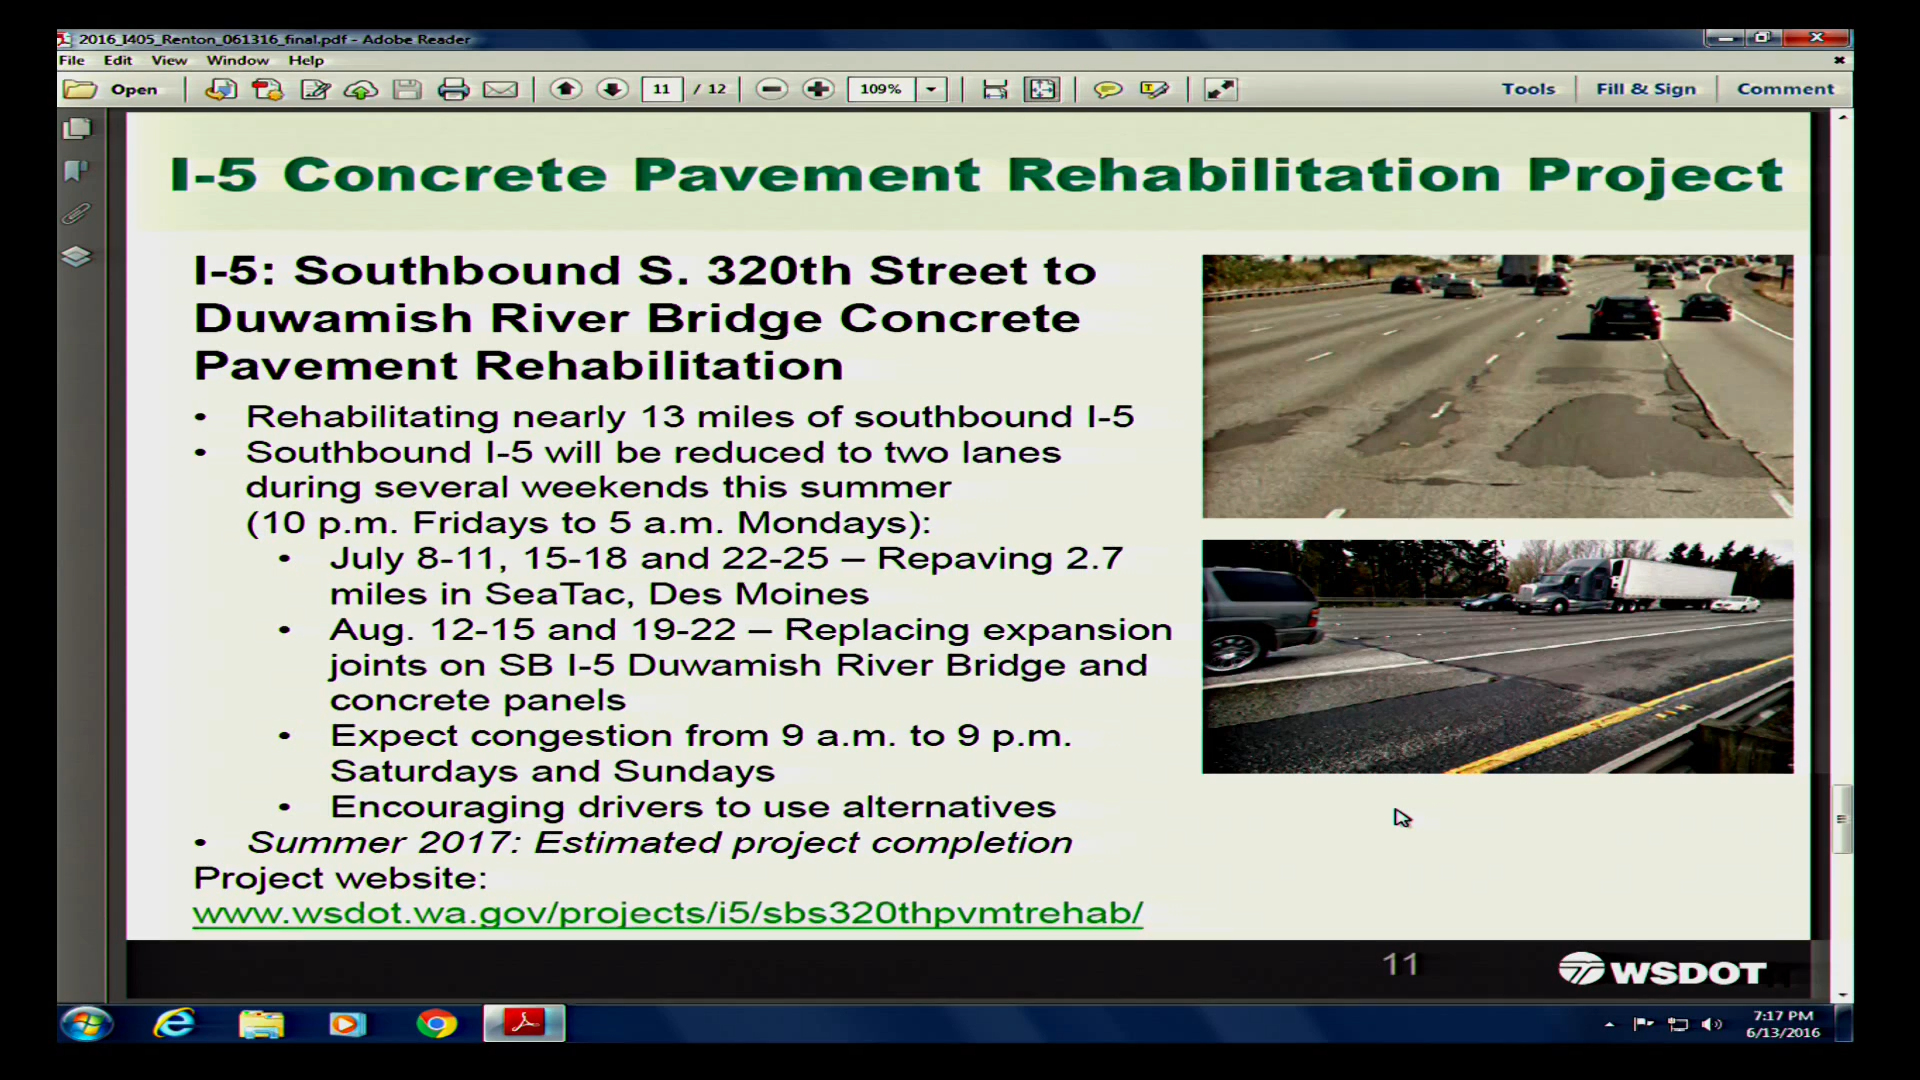 2016_I405_Renton_061316_final.pdf - Adobe Reader
File Edit View Window Help
Open 11 / 12 109% Tools Fill & Sign Comment
I-5 Concrete Pavement Rehabilitation Project
I-5: Southbound S. 320th Street to
Duwamish River Bridge Concrete
Pavement Rehabilitation
• Rehabilitating nearly 13 miles of southbound I-5
• Southbound I-5 will be reduced to two lanes
during several weekends this summer
(10 p.m. Fridays to 5 a.m. Mondays):
• July 8-11, 15-18 and 22-25 – Repaving 2.7
miles in SeaTac, Des Moines
• Aug. 12-15 and 19-22 – Replacing expansion
joints on SB I-5 Duwamish River Bridge and
concrete panels
• Expect congestion from 9 a.m. to 9 p.m.
Saturdays and Sundays
• Encouraging drivers to use alternatives
• Summer 2017: Estimated project completion
Project website:
www.wsdot.wa.gov/projects/i5/sbs320thpvmtrehab/
11
WSDOT
7:17 PM
6/13/2016